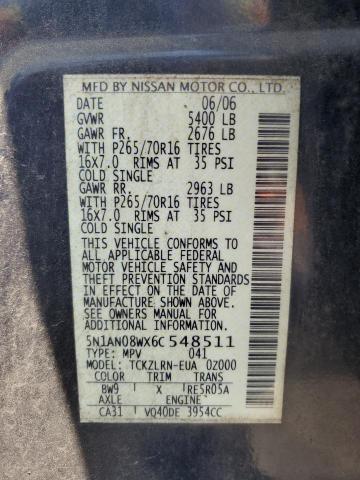 MFD BY NISSAN MOTOR CO., LTD.
DATE 06/06
GVWR 5400 LB
GAWR FR. 2676 LB
WITH P265/70R16 TIRES
16X7.0 RIMS AT 35 PSI
COLD SINGLE
GAWR RR. 2963 LB
WITH P265/70R16 TIRES
16X7.0 RIMS AT 35 PSI
COLD SINGLE
THIS VEHICLE CONFORMS TO
ALL APPLICABLE FEDERAL
MOTOR VEHICLE SAFETY AND
THEFT PREVENTION STANDARDS
IN EFFECT ON THE DATE OF
MANUFACTURE SHOWN ABOVE.
SEE OWNERS MANUAL FOR
ADDITIONAL INFORMATION
5N1AN08WX6C548511
TYPE: MPV 041
MODEL: TCKZLRN-EUA 0Z000
COLOR TRIM TRANS
BW9 X RE5R05A
AXLE ENGINE
CA31 VQ40DE 3954CC